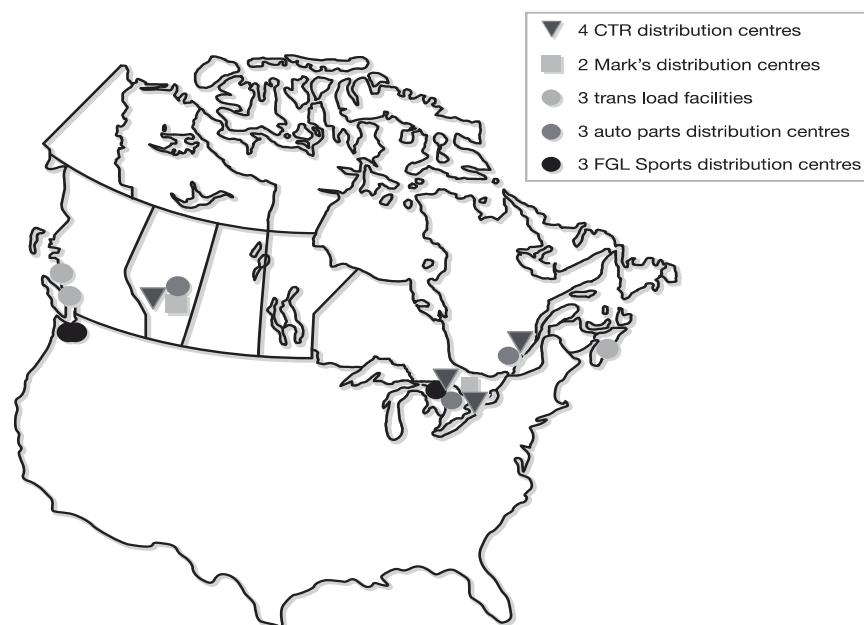 4 CTR distribution centres
2 Mark's distribution centres
3 trans load facilities
3 auto parts distribution centres
3 FGL Sports distribution centres